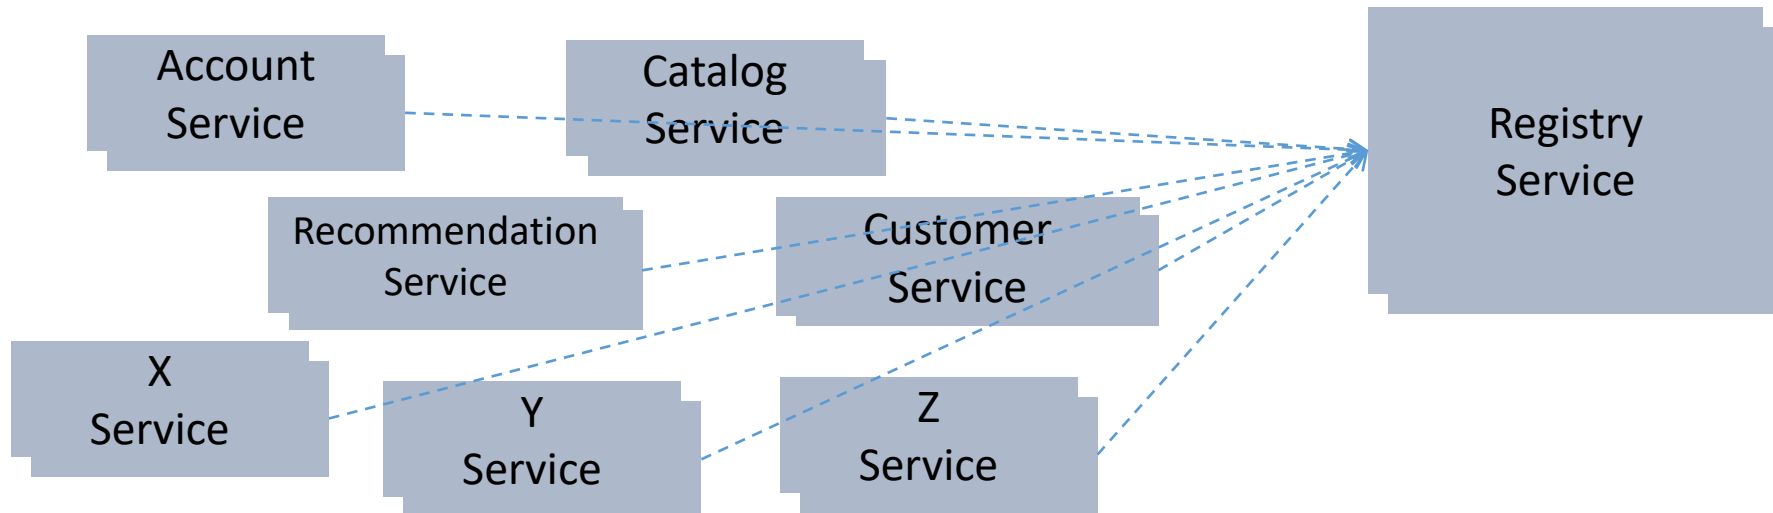 Account
Service
Catalog
Service
Registry
Service
Recommendation
Service
Customer
Service
X
Service
Y
Service
Z
Service